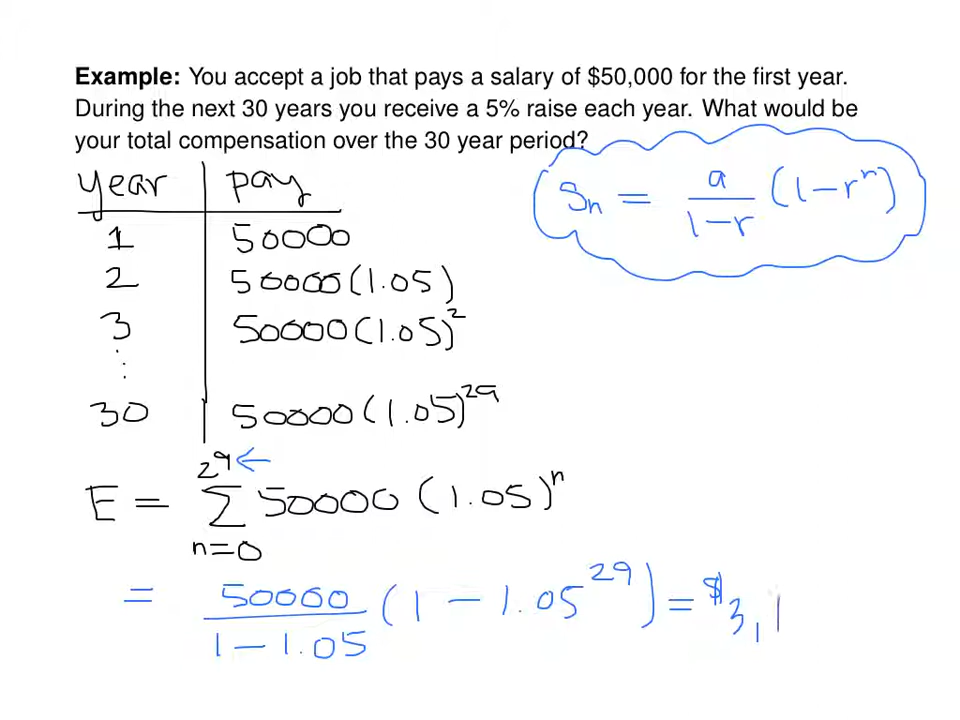 Example: You accept a job that pays a salary of $50,000 for the first year.
During the next 30 years you receive a 5% raise each year. What would be
your total compensation over the 30 year period?
year | pay
Sₙ = a/(1-r) (1-rⁿ)
1 | 50000
2 | 50000(1.05)
3 | 50000(1.05)²
⋮
30 | 50000(1.05)²⁹
29 ←
E = Σ 50000 (1.05)ⁿ
n=0
= 50000/(1-1.05) (1 - 1.05²⁹) = $3,1